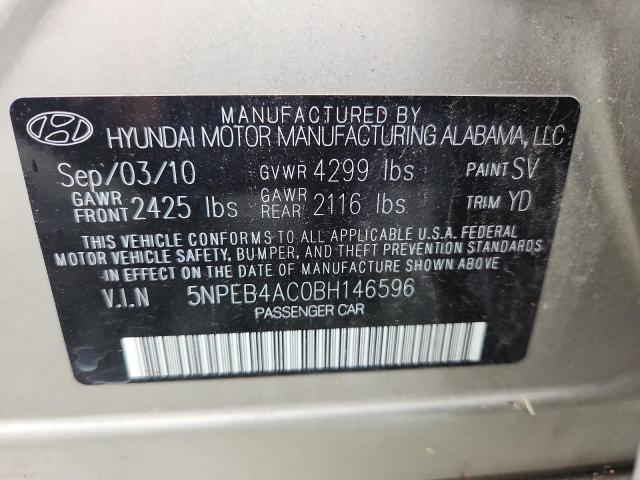 MANUFACTURED BY
HYUNDAI MOTOR MANUFACTURING ALABAMA, LLC
Sep/03/10 GVWR 4299 lbs PAINT SV
GAWR FRONT 2425 lbs GAWR REAR 2116 lbs TRIM YD
THIS VEHICLE CONFORMS TO ALL APPLICABLE U.S.A. FEDERAL
MOTOR VEHICLE SAFETY, BUMPER, AND THEFT PREVENTION STANDARDS
IN EFFECT ON THE DATE OF MANUFACTURE SHOWN ABOVE.
V.I.N 5NPEB4AC0BH146596
PASSENGER CAR